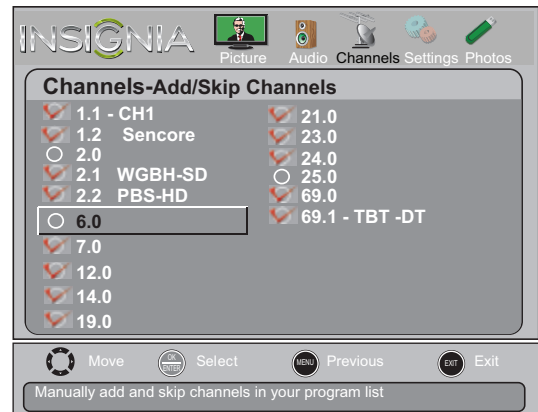 INSIGNIA
Picture Audio Channels Settings Photos
Channels-Add/Skip Channels
1.1 - CH1
1.2 Sencore
2.0
2.1 WGBH-SD
2.2 PBS-HD
6.0
7.0
12.0
14.0
19.0
21.0
23.0
24.0
25.0
69.0
69.1 - TBT -DT
Move OK ENTER Select MENU Previous EXIT Exit
Manually add and skip channels in your program list